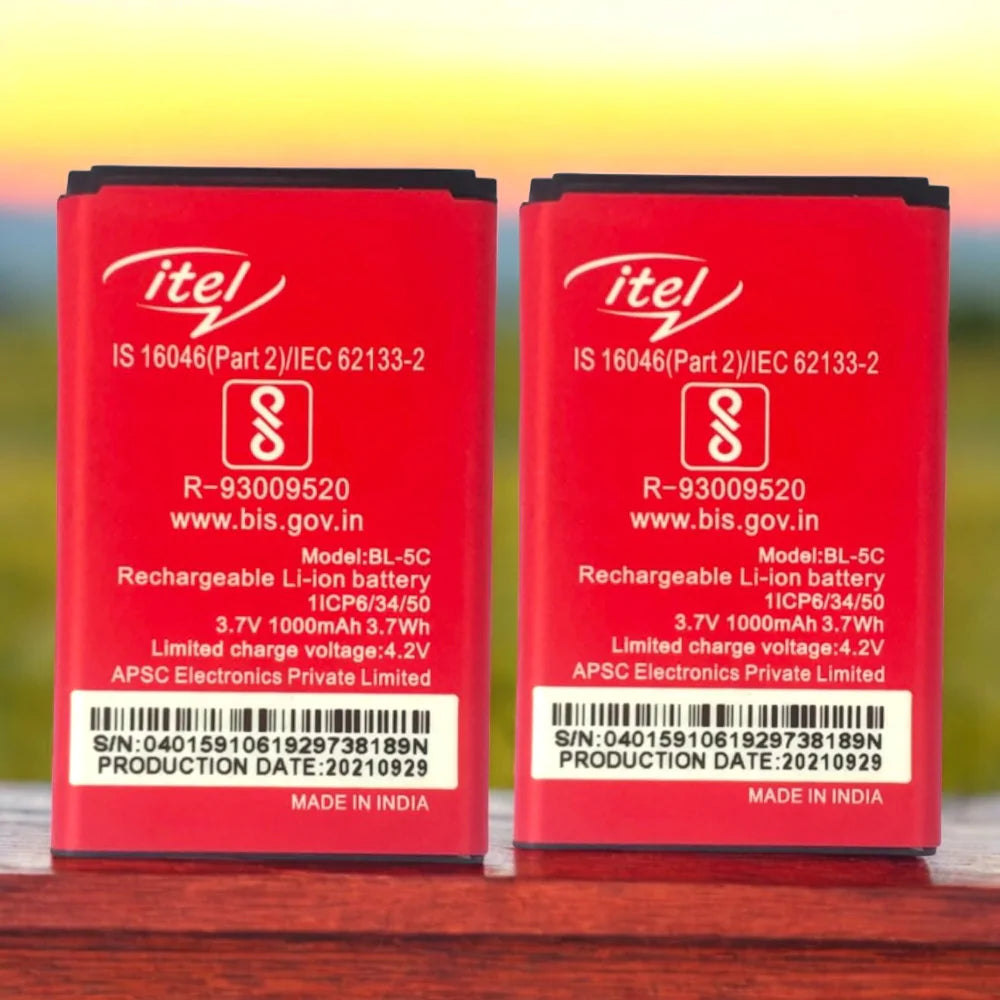 itel
IS 16046(Part 2)/IEC 62133-2
R-93009520
www.bis.gov.in
Model:BL-5C
Rechargeable Li-ion battery
1ICP6/34/50
3.7V 1000mAh 3.7Wh
Limited charge voltage:4.2V
APSC Electronics Private Limited
S/N:0401591061929738189N
PRODUCTION DATE:20210929
MADE IN INDIA
itel
IS 16046(Part 2)/IEC 62133-2
R-93009520
www.bis.gov.in
Model:BL-5C
Rechargeable Li-ion battery
1ICP6/34/50
3.7V 1000mAh 3.7Wh
Limited charge voltage:4.2V
APSC Electronics Private Limited
S/N:0401591061929738189N
PRODUCTION DATE:20210929
MADE IN INDIA